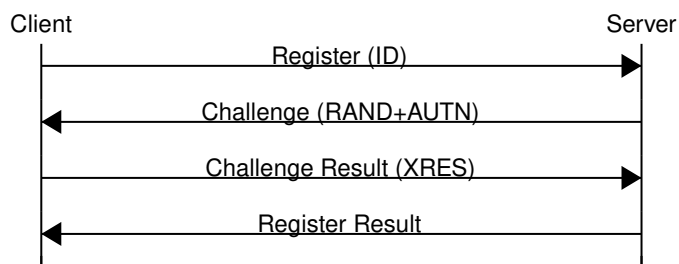 Client
Server
Register (ID)
Challenge (RAND+AUTN)
Challenge Result (XRES)
Register Result